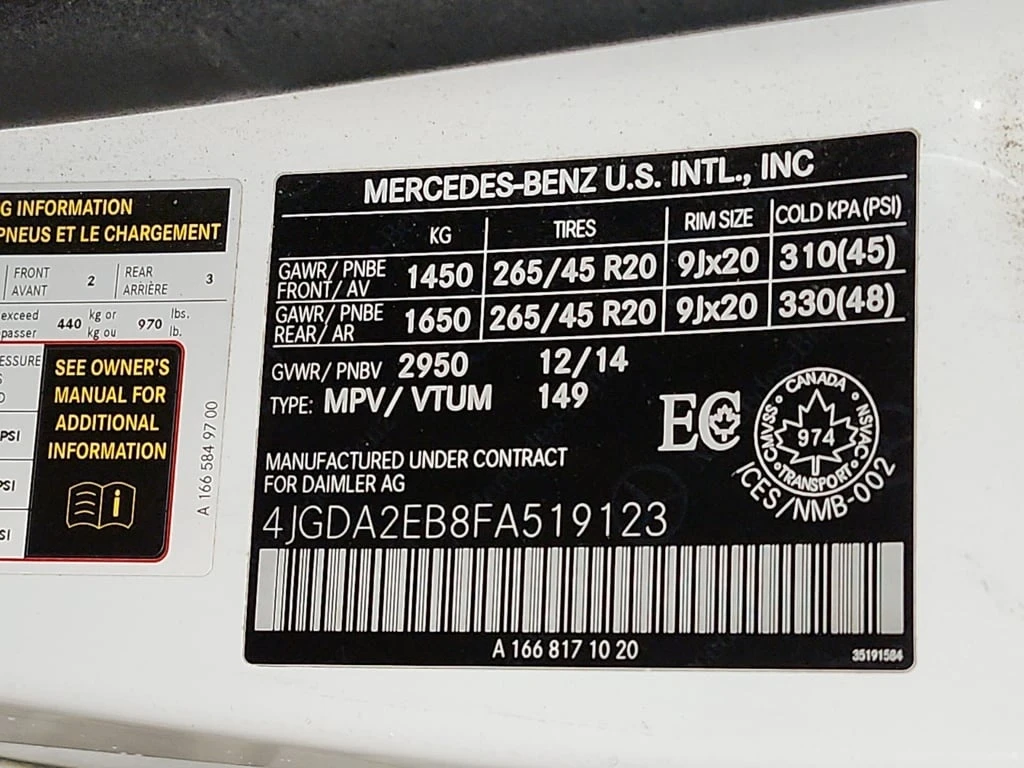 G INFORMATION
PNEUS ET LE CHARGEMENT
FRONT
AVANT 2 REAR
ARRIÈRE 3
exceed 440 kg or 970 lbs.
passer kg ou lb.
ESSURE
PSI
PSI
SI
SEE OWNER'S
MANUAL FOR
ADDITIONAL
INFORMATION
i
A 166 584 97 00
MERCEDES-BENZ U.S. INTL., INC
KG TIRES RIM SIZE COLD KPA (PSI)
GAWR/ PNBE
FRONT/ AV 1450 265/45 R20 9Jx20 310(45)
GAWR/ PNBE
REAR/ AR 1650 265/45 R20 9Jx20 330(48)
GVWR/ PNBV 2950 12/14
TYPE: MPV/ VTUM 149
EC
CANADA
CMVSS 974 NSVAC
TRANSPORT
ICES/NMB-002
MANUFACTURED UNDER CONTRACT
FOR DAIMLER AG
4JGDA2EB8FA519123
A 166 817 10 20
35191584